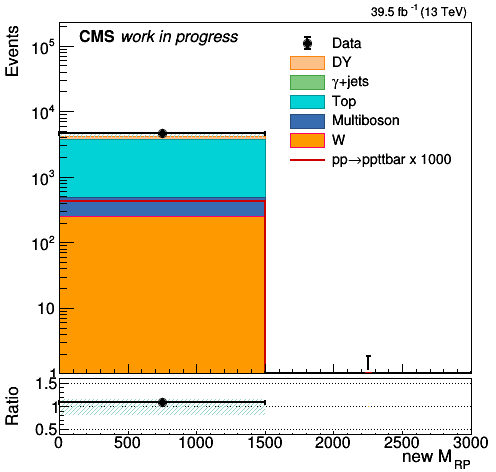 39.5 fb⁻¹ (13 TeV)
CMS work in progress
Events
10⁵
10⁴
10³
10²
10
1
Data
DY
γ+jets
Top
Multiboson
W
pp→ppttbar x 1000
Ratio
1.5
1
0.5
0 500 1000 1500 2000 2500 3000
new M_RP